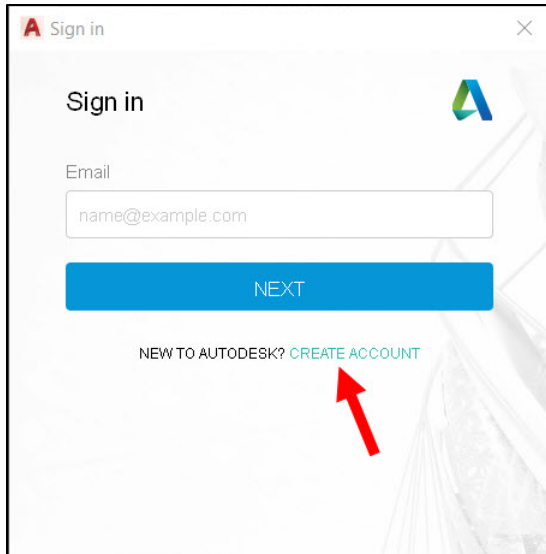 Sign in
Sign in
Email
name@example.com
NEXT
NEW TO AUTODESK? CREATE ACCOUNT